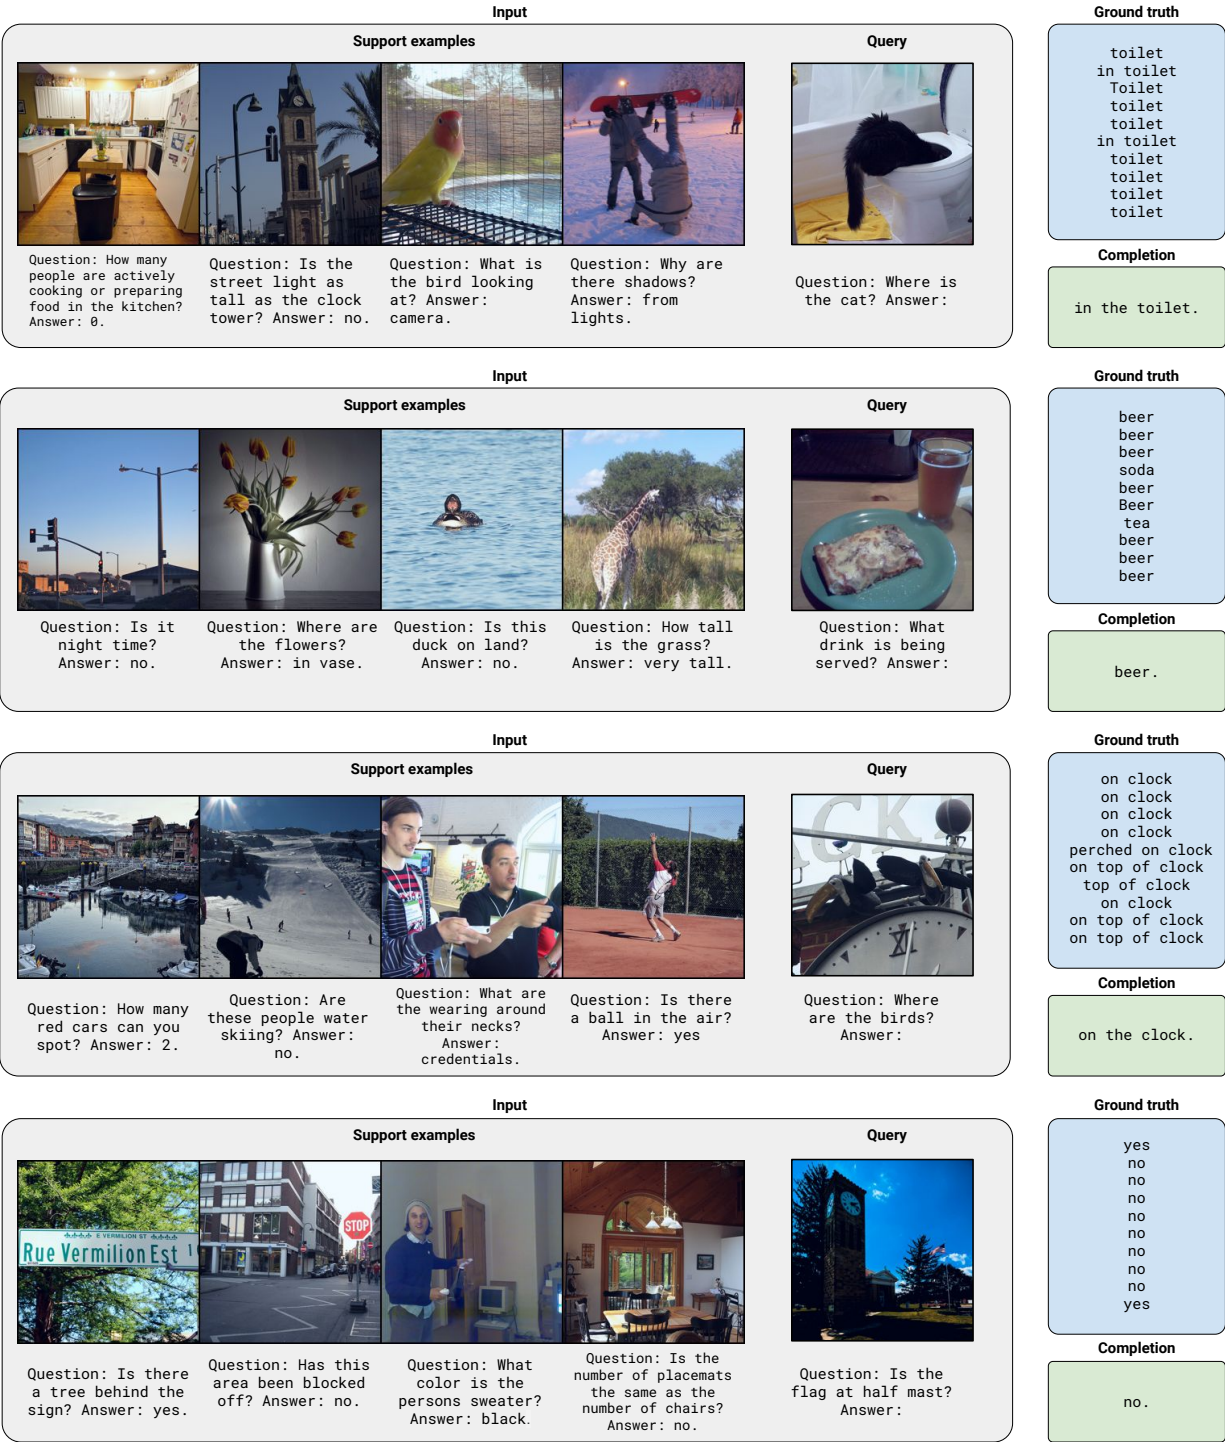 Input
Ground truth
Support examples
Query
toilet
in toilet
Toilet
toilet
toilet
in toilet
toilet
toilet
toilet
toilet
Question: How many
people are actively
cooking or preparing
food in the kitchen?
Answer: 0.
Question: Is the
street light as
tall as the clock
tower? Answer: no.
Question: What is
the bird looking
at? Answer:
camera.
Question: Why are
there shadows?
Answer: from
lights.
Question: Where is
the cat? Answer:
Completion
in the toilet.
Input
Ground truth
Support examples
Query
beer
beer
beer
soda
beer
Beer
tea
beer
beer
beer
Question: Is it
night time?
Answer: no.
Question: Where are
the flowers?
Answer: in vase.
Question: Is this
duck on land?
Answer: no.
Question: How tall
is the grass?
Answer: very tall.
Question: What
drink is being
served? Answer:
Completion
beer.
Input
Ground truth
Support examples
Query
on clock
on clock
on clock
on clock
perched on clock
on top of clock
top of clock
on clock
on top of clock
on top of clock
ACK
XII
Question: How many
red cars can you
spot? Answer: 2.
Question: Are
these people water
skiing? Answer:
no.
Question: What are
the wearing around
their necks?
Answer:
credentials.
Question: Is there
a ball in the air?
Answer: yes
Question: Where
are the birds?
Answer:
Completion
on the clock.
Input
Ground truth
Support examples
Query
yes
no
no
no
no
no
no
no
no
yes
E VERMILION ST
Rue Vermilion Est
STOP
Question: Is there
a tree behind the
sign? Answer: yes.
Question: Has this
area been blocked
off? Answer: no.
Question: What
color is the
persons sweater?
Answer: black.
Question: Is the
number of placemats
the same as the
number of chairs?
Answer: no.
Question: Is the
flag at half mast?
Answer:
Completion
no.